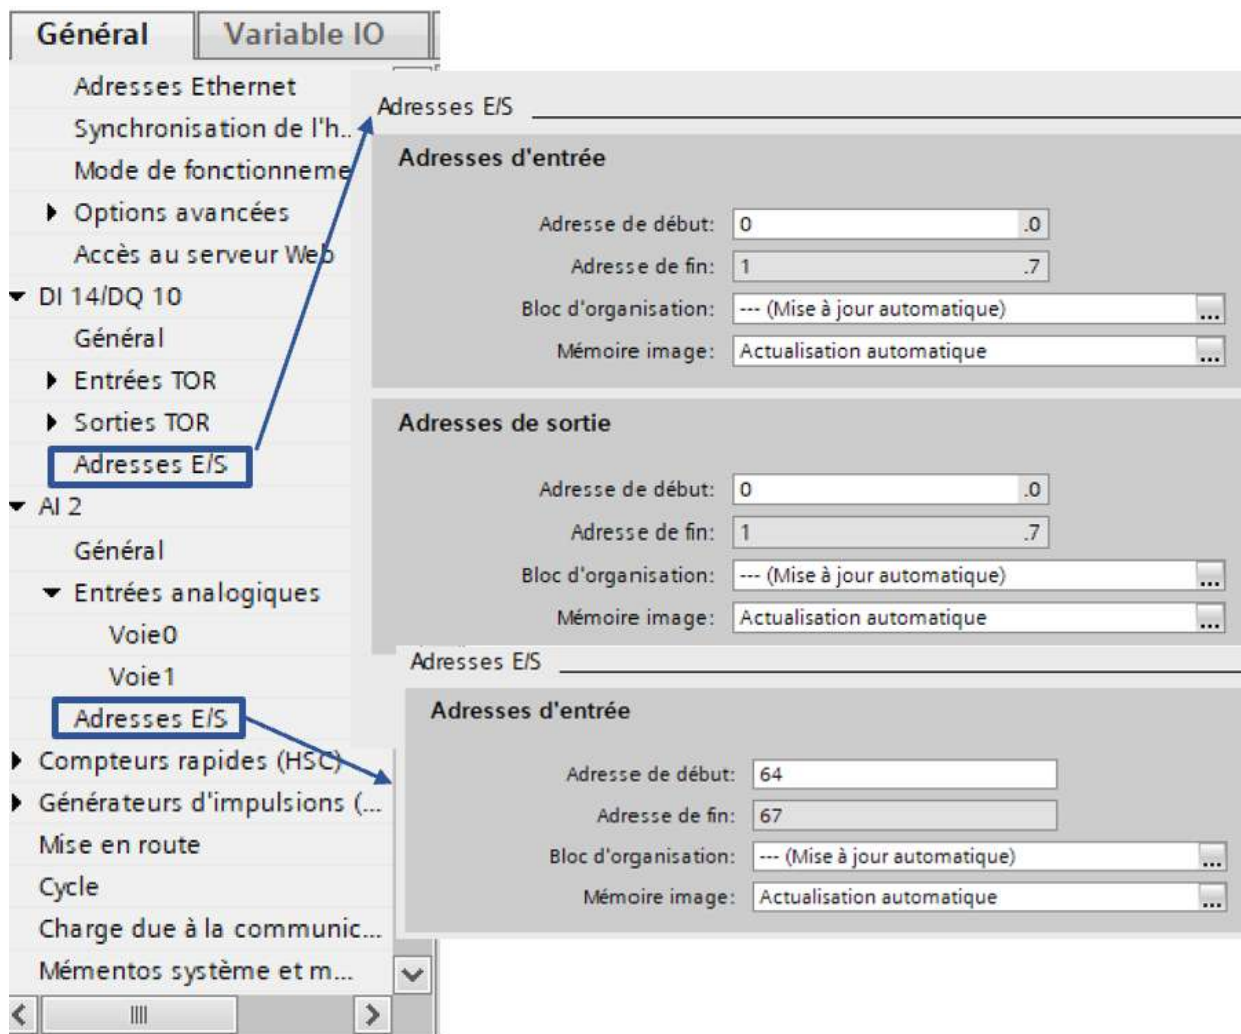 Général
Variable IO
Adresses Ethernet
Synchronisation de l'h..
Mode de fonctionneme
Options avancées
Accès au serveur Web
DI 14/DQ 10
Général
Entrées TOR
Sorties TOR
Adresses E/S
AI 2
Général
Entrées analogiques
Voie0
Voie1
Adresses E/S
Compteurs rapides (HSC)
Générateurs d'impulsions (...
Mise en route
Cycle
Charge due à la communic...
Mémentos système et m...
Adresses E/S
Adresses d'entrée
Adresse de début: 0 .0
Adresse de fin: 1 .7
Bloc d'organisation: --- (Mise à jour automatique) ...
Mémoire image: Actualisation automatique ...
Adresses de sortie
Adresse de début: 0 .0
Adresse de fin: 1 .7
Bloc d'organisation: --- (Mise à jour automatique) ...
Mémoire image: Actualisation automatique ...
Adresses E/S
Adresses d'entrée
Adresse de début: 64
Adresse de fin: 67
Bloc d'organisation: --- (Mise à jour automatique) ...
Mémoire image: Actualisation automatique ...